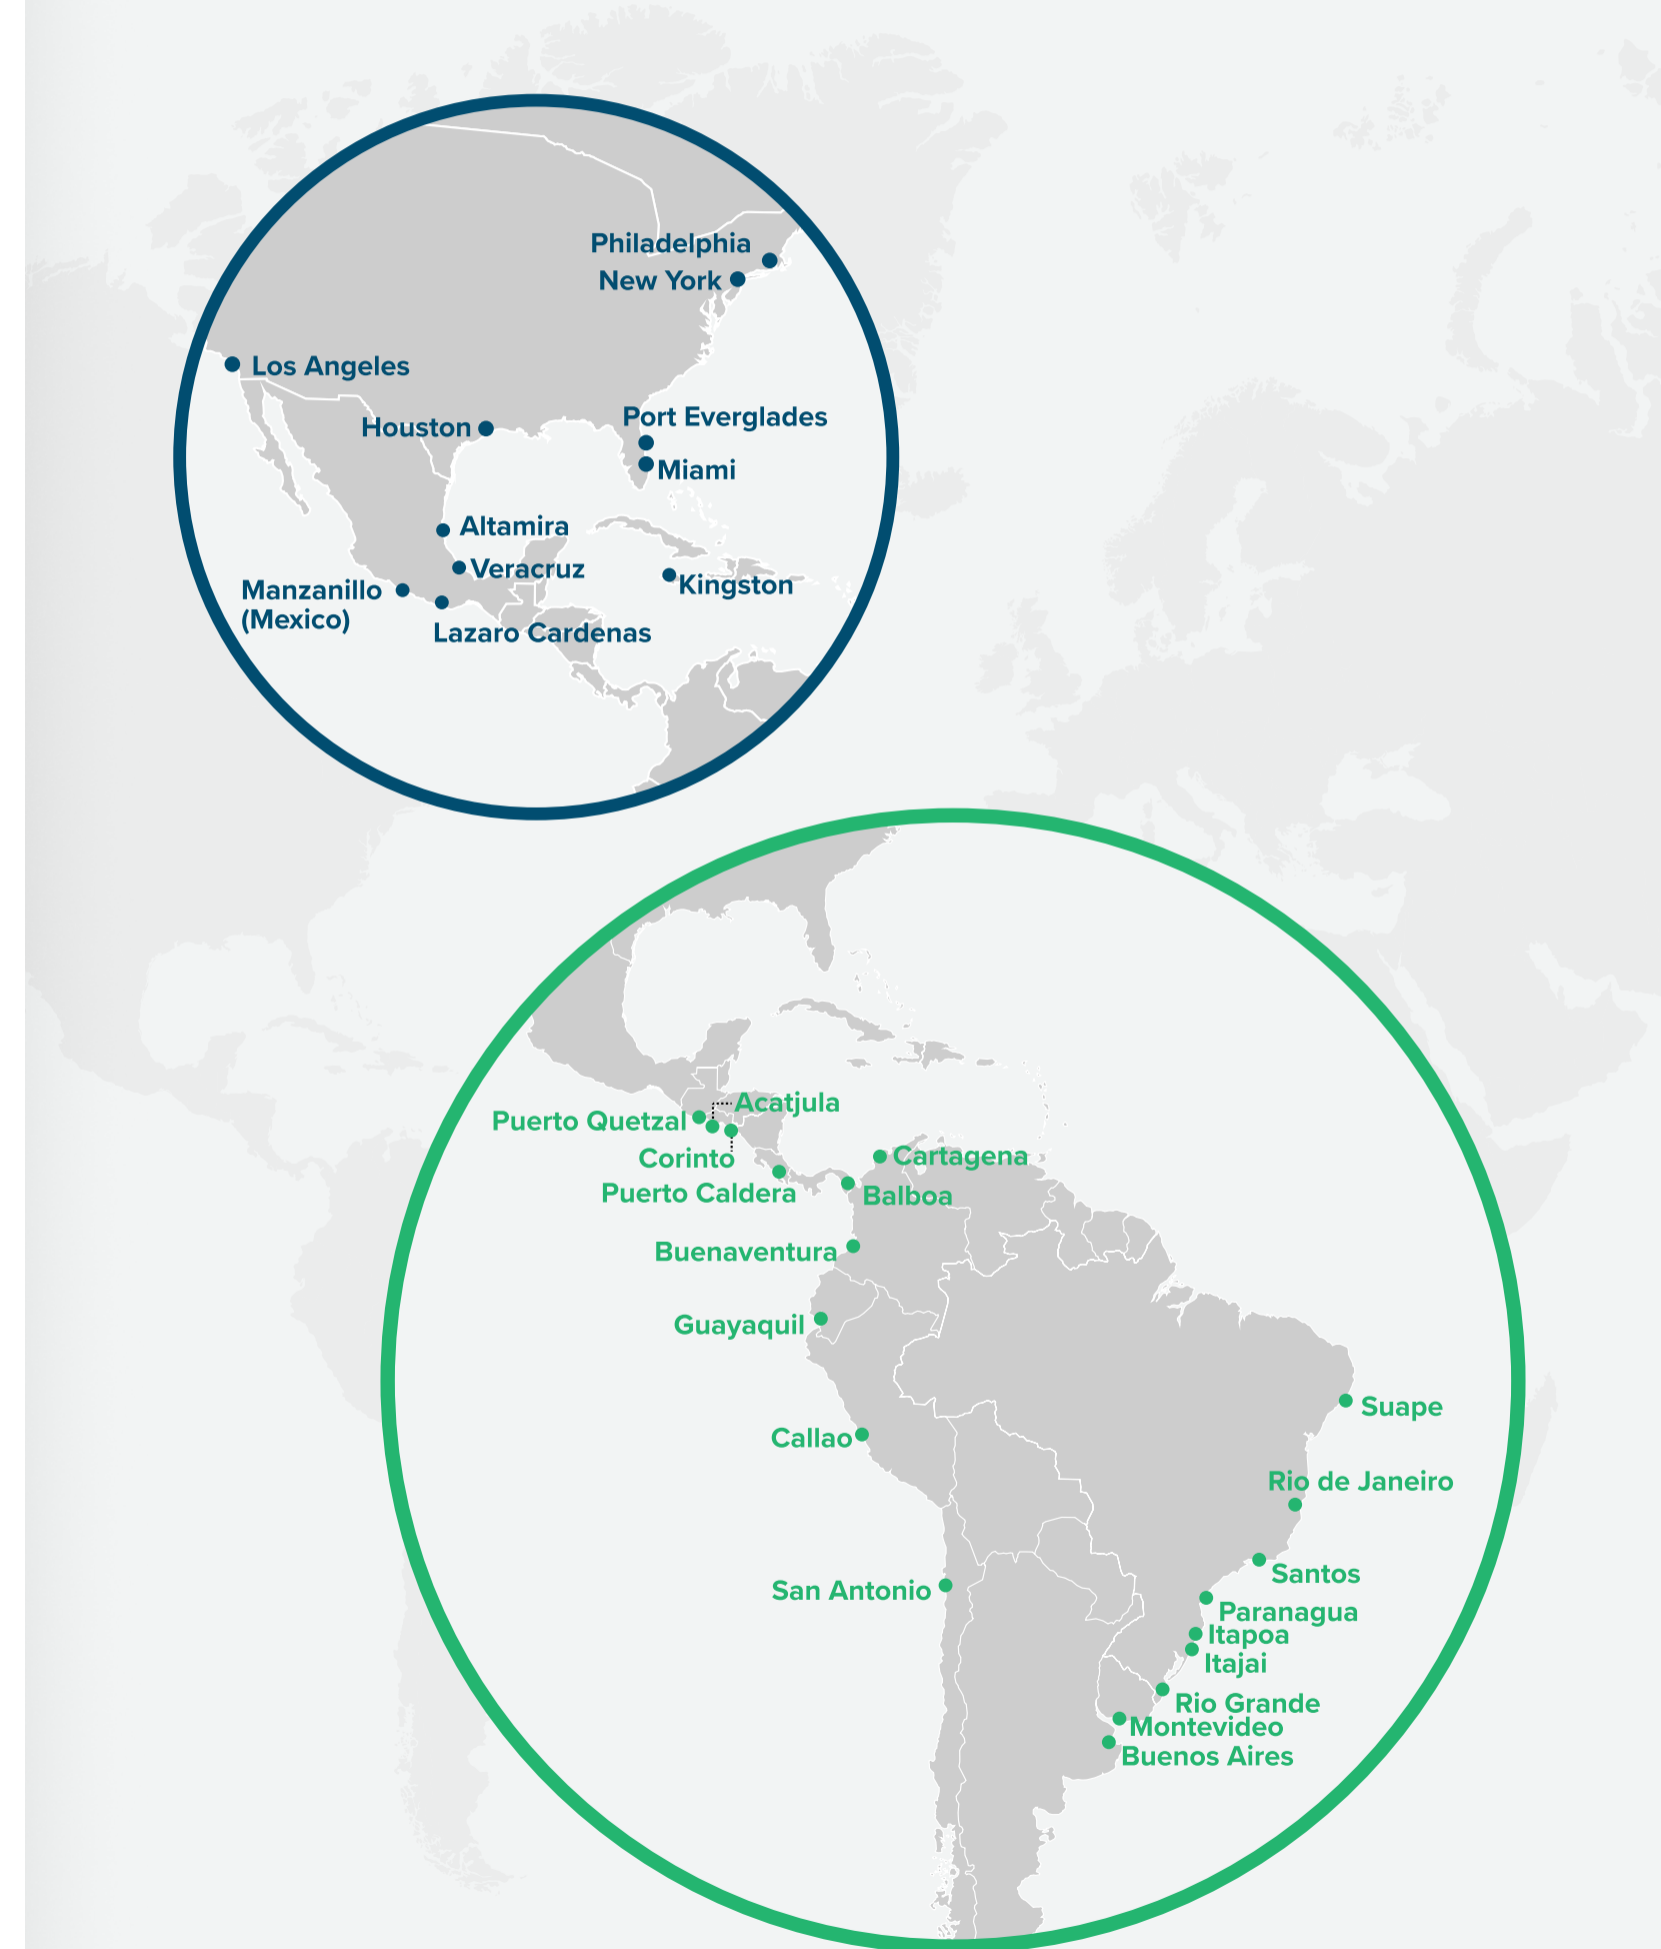 Philadelphia
New York
Los Angeles
Port Everglades
Houston
Miami
Altamira
Veracruz
Manzanillo
(Mexico)
Kingston
Lazaro Cardenas
Acatjula
Puerto Quetzal
Corinto
Cartagena
Puerto Caldera
Balboa
Buenaventura
Guayaquil
Suape
Callao
Rio de Janeiro
Santos
San Antonio
Paranagua
Itapoa
Itajai
Rio Grande
Montevideo
Buenos Aires